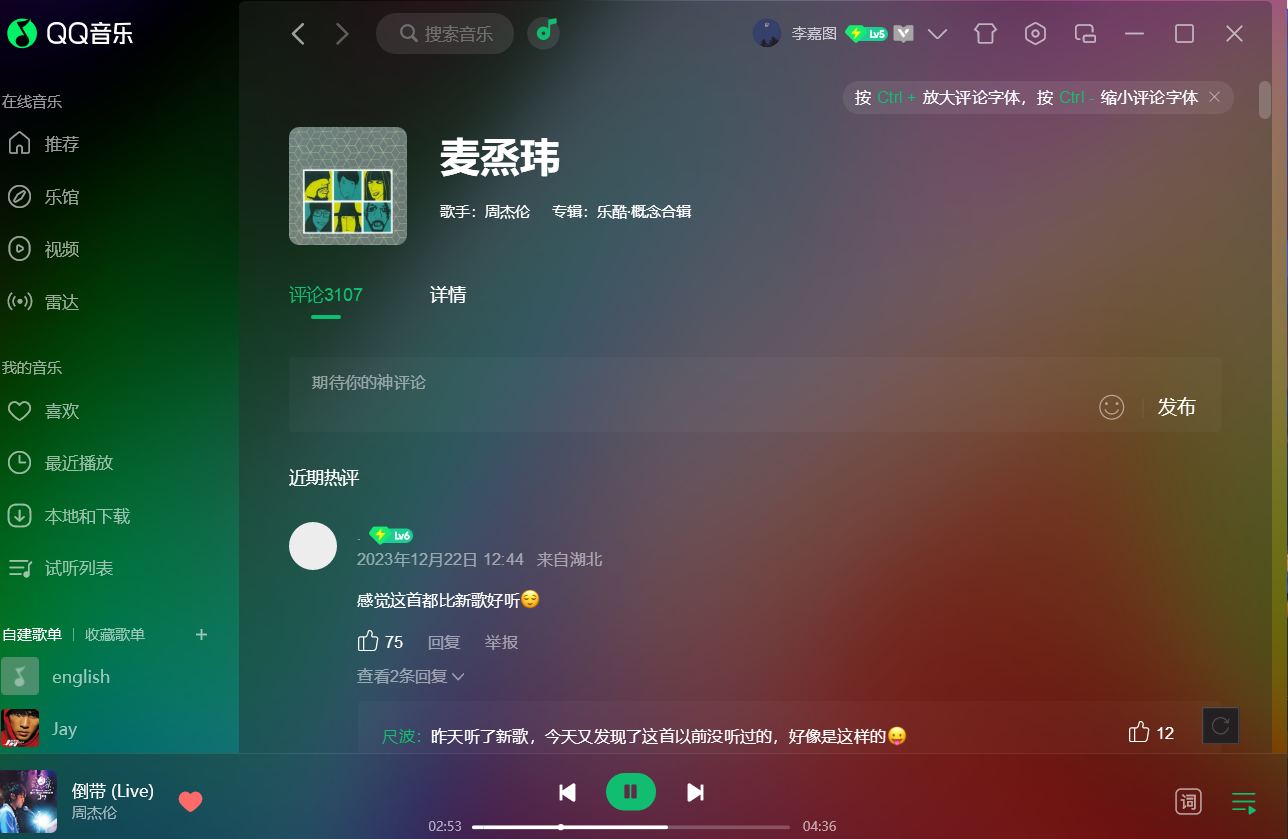 QQ音乐
搜索音乐
李嘉图
Lv5
在线音乐
推荐
乐馆
视频
雷达
我的音乐
喜欢
最近播放
本地和下载
试听列表
自建歌单
收藏歌单
english
Jay
按 Ctrl + 放大评论字体，按 Ctrl - 缩小评论字体
麦烝玮
歌手：周杰伦 专辑：乐酷·概念合辑
评论3107
详情
期待你的神评论
发布
近期热评
. Lv6
2023年12月22日 12:44 来自湖北
感觉这首都比新歌好听😌
75 回复 举报
查看2条回复
尺波：昨天听了新歌，今天又发现了这首以前没听过的，好像是这样的😛
12
倒带 (Live)
周杰伦
02:53
04:36
词